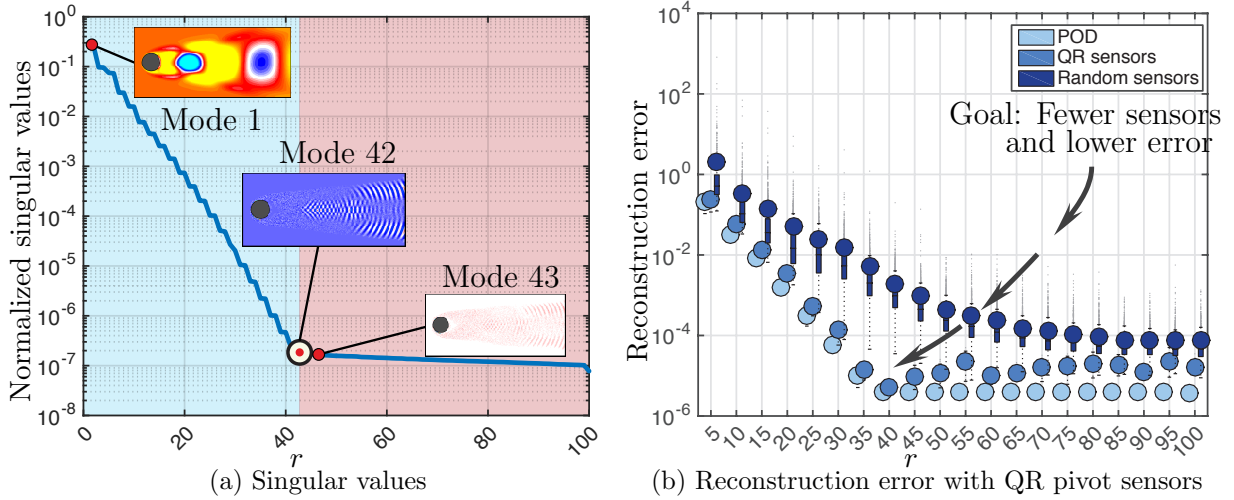 Normalized singular values
10^0
10^-1
10^-2
10^-3
10^-4
10^-5
10^-6
10^-7
10^-8
Mode 1
Mode 42
Mode 43
0
20
40
60
80
100
r
(a) Singular values
Reconstruction error
10^4
10^2
10^0
10^-2
10^-4
10^-6
POD
QR sensors
Random sensors
Goal: Fewer sensors
and lower error
5
10
15
20
25
30
35
40
45
50
55
60
65
70
75
80
85
90
95
100
r
(b) Reconstruction error with QR pivot sensors